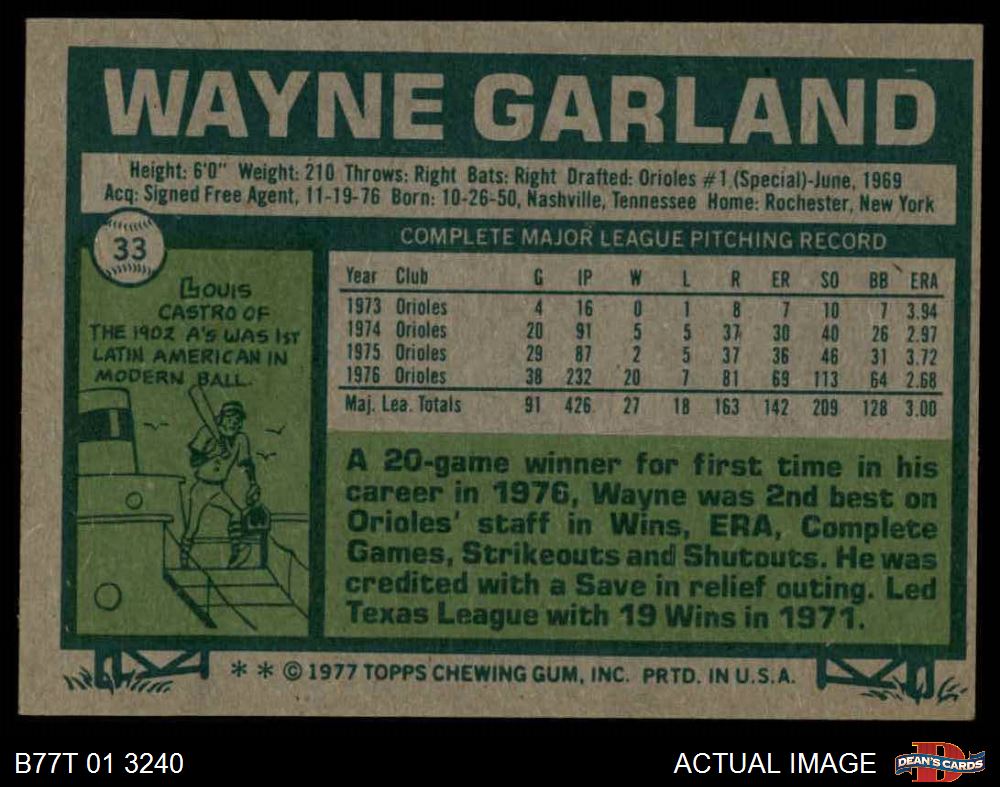 WAYNE GARLAND
Height: 6'0" Weight: 210 Throws: Right Bats: Right Drafted: Orioles #1 (Special)-June, 1969
Acq: Signed Free Agent, 11-19-76 Born: 10-26-50, Nashville, Tennessee Home: Rochester, New York
33
LOUIS
CASTRO OF
THE 1902 A'S WAS 1ST
LATIN AMERICAN IN
MODERN BALL.
COMPLETE MAJOR LEAGUE PITCHING RECORD
Year Club G IP W L R ER SO BB ERA
1973 Orioles 4 16 0 1 8 7 10 7 3.94
1974 Orioles 20 91 5 5 37 30 40 26 2.97
1975 Orioles 29 87 2 5 37 36 46 31 3.72
1976 Orioles 38 232 20 7 81 69 113 64 2.68
Maj. Lea. Totals 91 426 27 18 163 142 209 128 3.00
A 20-game winner for first time in his
career in 1976, Wayne was 2nd best on
Orioles' staff in Wins, ERA, Complete
Games, Strikeouts and Shutouts. He was
credited with a Save in relief outing. Led
Texas League with 19 Wins in 1971.
* * © 1977 TOPPS CHEWING GUM, INC. PRTD. IN U.S.A.
B77T 01 3240
ACTUAL IMAGE
D
DEAN'S CARDS